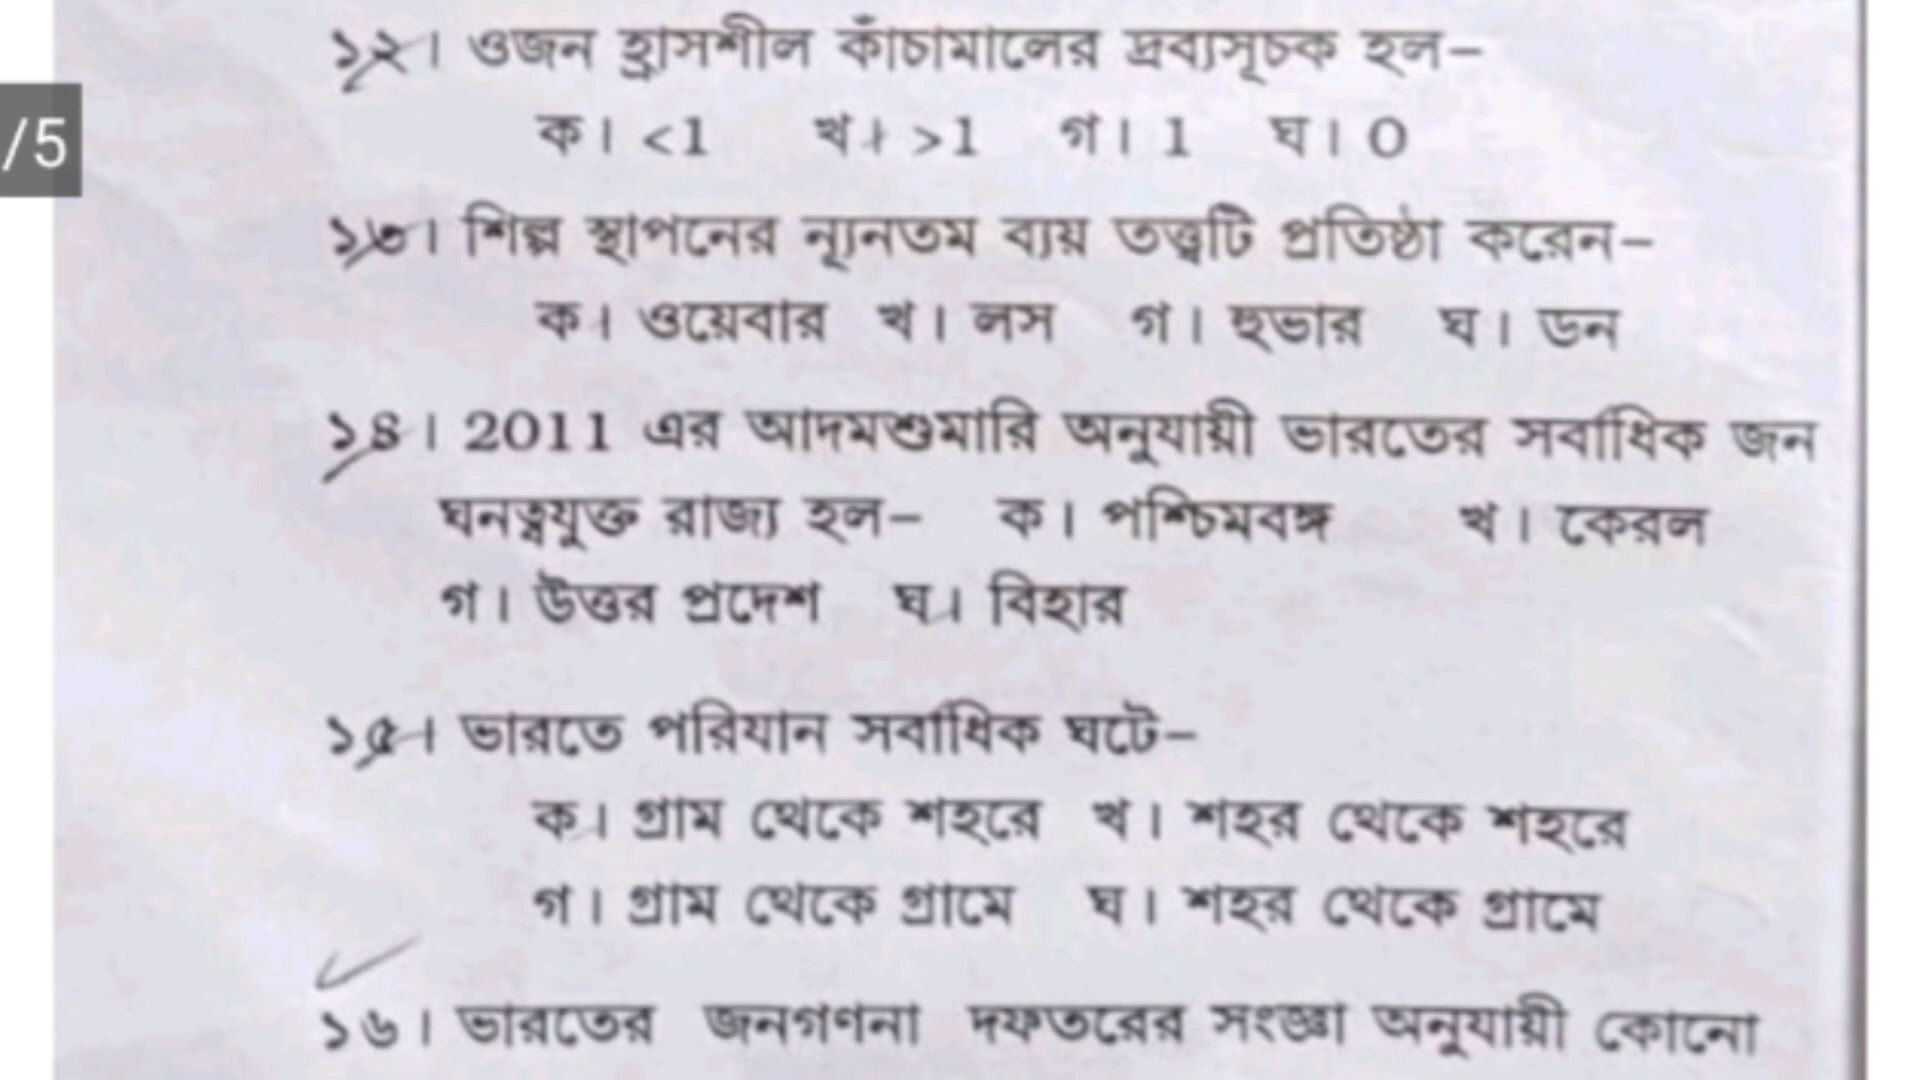 /5
১২। ওজন হ্রাসশীল কাঁচামালের দ্রব্যসূচক হল–
ক। <1 খ। >1 গ। 1 ঘ। 0
১৩। শিল্প স্থাপনের ন্যূনতম ব্যয় তত্ত্বটি প্রতিষ্ঠা করেন–
ক। ওয়েবার খ। লস গ। হুভার ঘ। ডন
১৪। 2011 এর আদমশুমারি অনুযায়ী ভারতের সর্বাধিক জন
ঘনত্বযুক্ত রাজ্য হল– ক। পশ্চিমবঙ্গ খ। কেরল
গ। উত্তর প্রদেশ ঘ। বিহার
১৫। ভারতে পরিযান সর্বাধিক ঘটে–
ক। গ্রাম থেকে শহরে খ। শহর থেকে শহরে
গ। গ্রাম থেকে গ্রামে ঘ। শহর থেকে গ্রামে
১৬। ভারতের জনগণনা দফতরের সংজ্ঞা অনুযায়ী কোনো